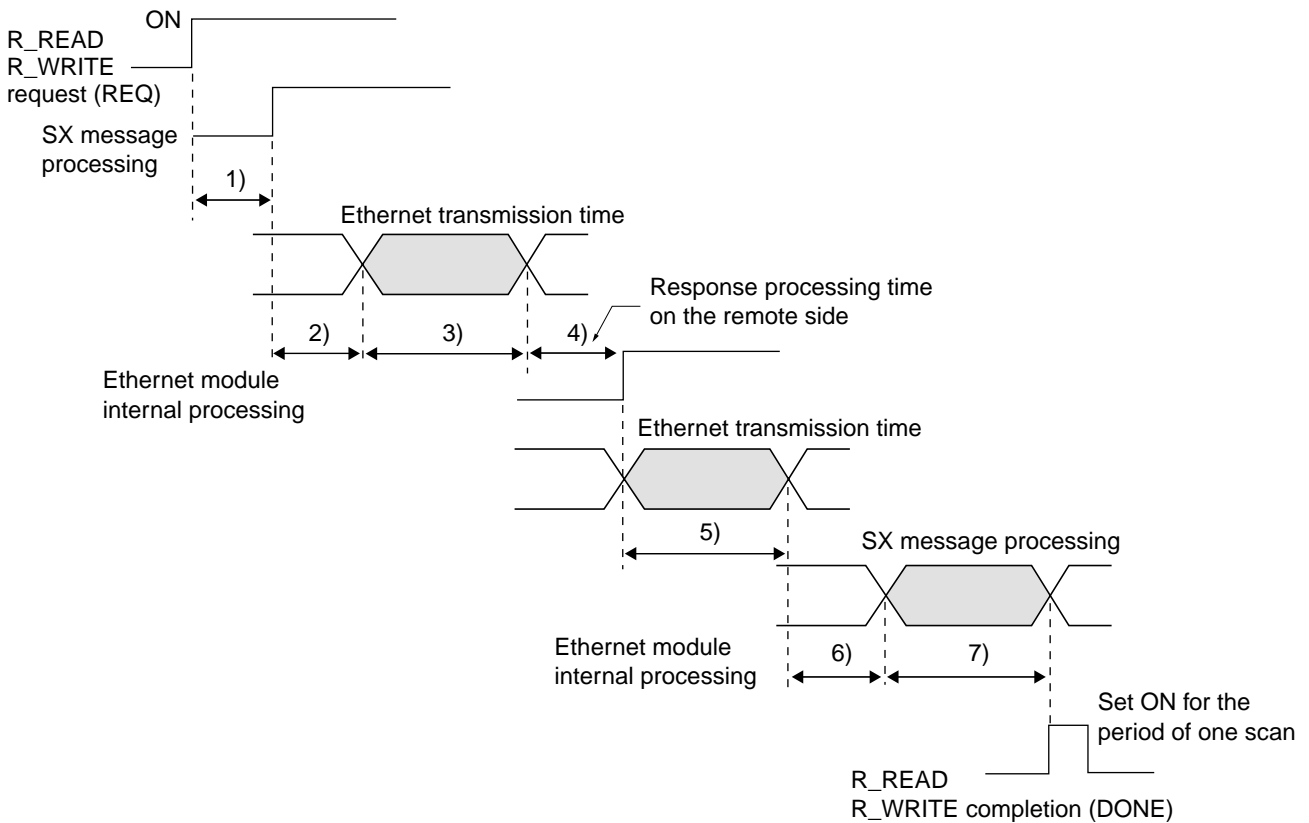 ON
R_READ
R_WRITE
request (REQ)
SX message
processing
1)
Ethernet transmission time
Response processing time
on the remote side
2)
3)
4)
Ethernet module
internal processing
Ethernet transmission time
5)
SX message processing
Ethernet module
internal processing
6)
7)
Set ON for the
period of one scan
R_READ
R_WRITE completion (DONE)